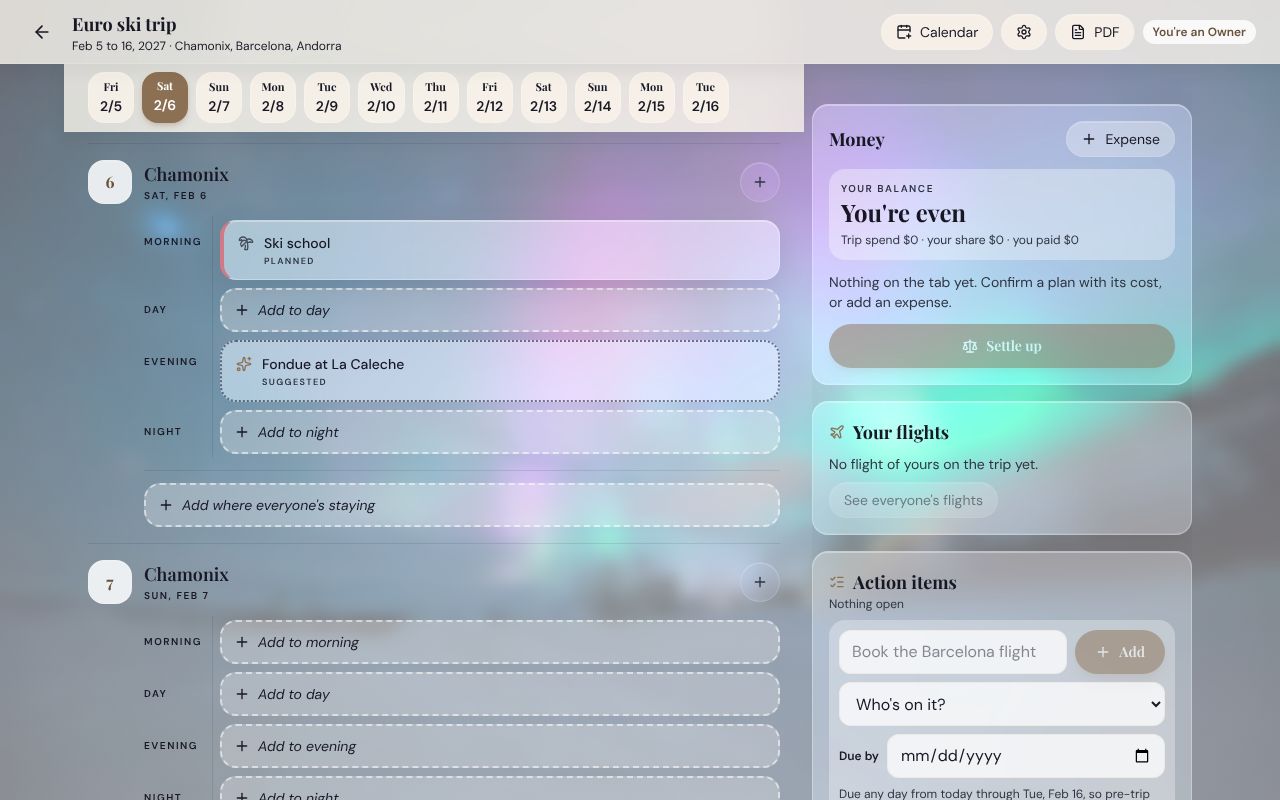 Euro ski trip
Feb 5 to 16, 2027 · Chamonix, Barcelona, Andorra
Calendar
PDF
You're an Owner
Fri 2/5
Sat 2/6
Sun 2/7
Mon 2/8
Tue 2/9
Wed 2/10
Thu 2/11
Fri 2/12
Sat 2/13
Sun 2/14
Mon 2/15
Tue 2/16
6
Chamonix
SAT, FEB 6
MORNING
Ski school
PLANNED
DAY
Add to day
EVENING
Fondue at La Caleche
SUGGESTED
NIGHT
Add to night
Add where everyone's staying
7
Chamonix
SUN, FEB 7
MORNING
Add to morning
DAY
Add to day
EVENING
Add to evening
NIGHT
Add to night
Money
Expense
YOUR BALANCE
You're even
Trip spend $0 · your share $0 · you paid $0
Nothing on the tab yet. Confirm a plan with its cost,
or add an expense.
Settle up
Your flights
No flight of yours on the trip yet.
See everyone's flights
Action items
Nothing open
Book the Barcelona flight
Add
Who's on it?
Due by
mm/dd/yyyy
Due any day from today through Tue, Feb 16, so pre-trip